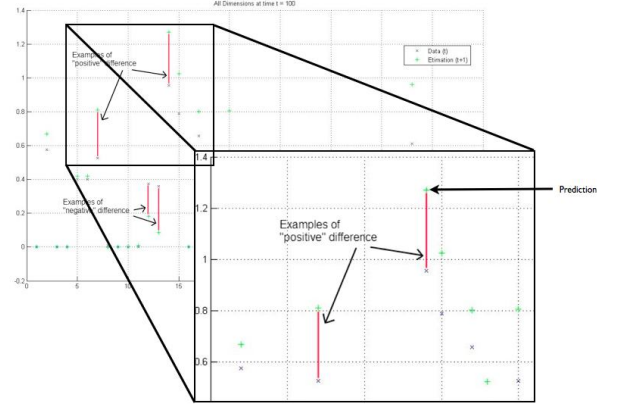 All Dimensions at time t = 100
1.4
1.2
1
0.8
0.6
0.4
0.2
0
-0.2
0
5
10
15
Examples of
"positive" difference
Data (t)
Etimation (t+1)
Examples of
"negative" difference
1.4
1.2
1
0.8
0.6
Examples of
"positive" difference
Prediction